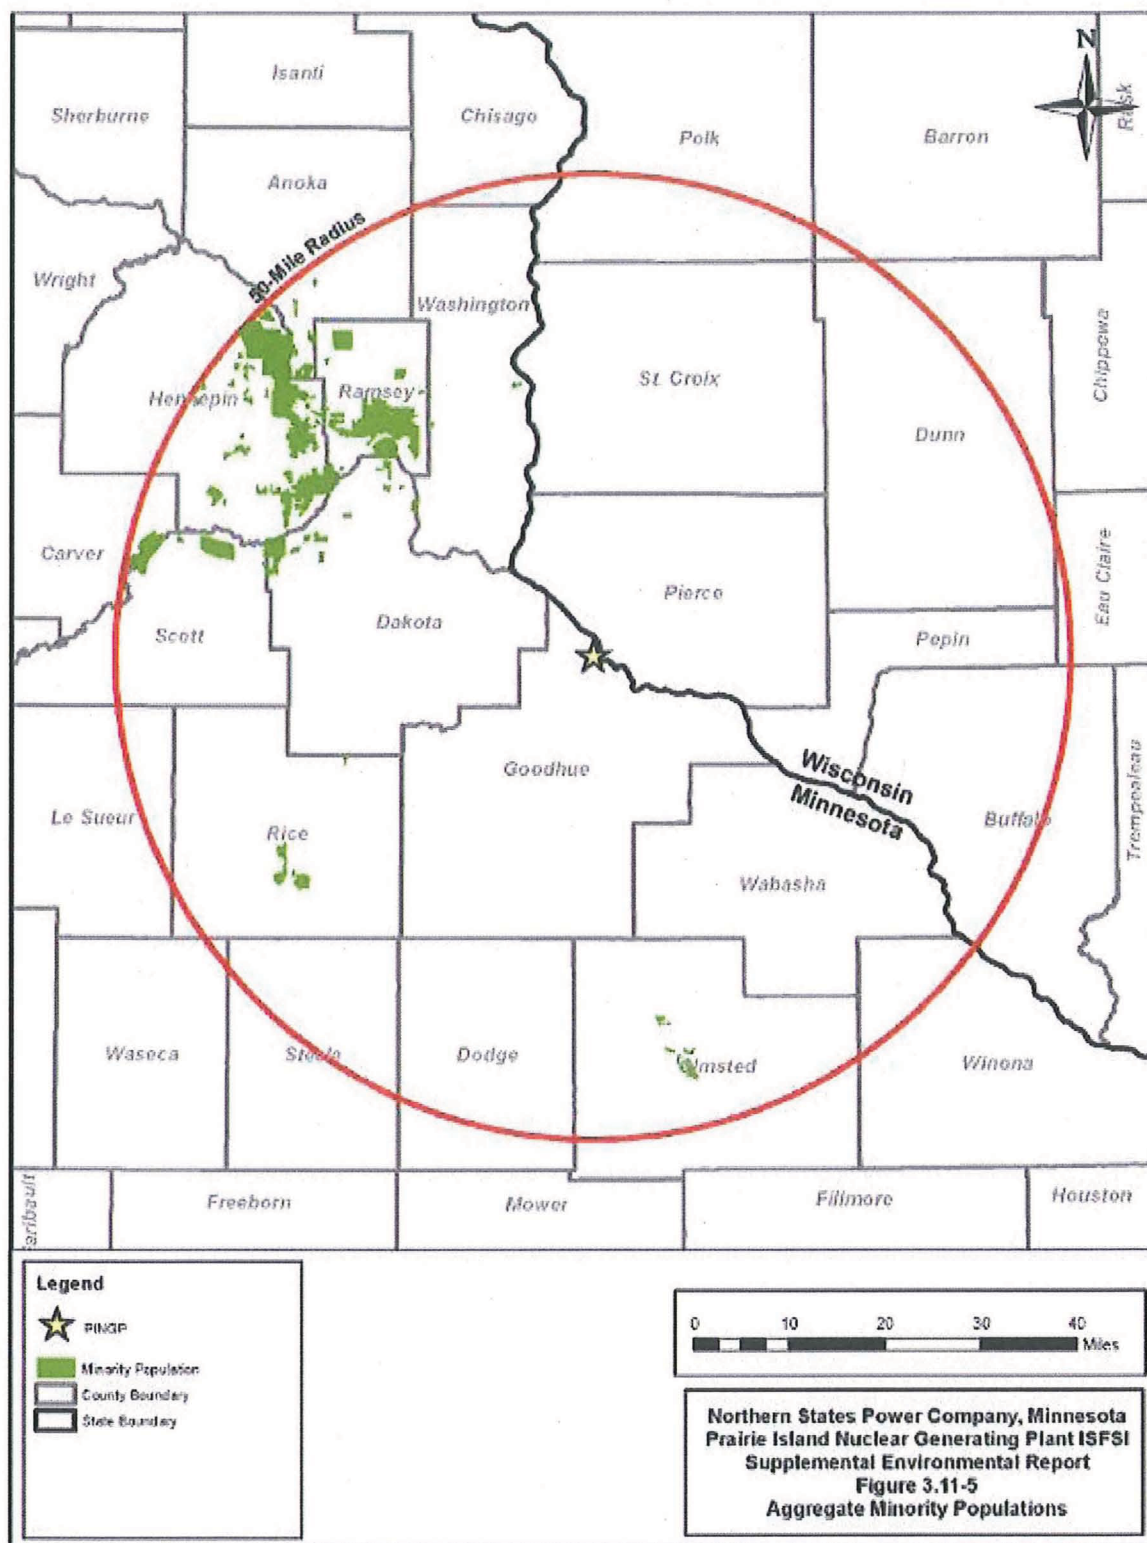 N
Isanti
Sherburne
Chisago
Polk
Barron
Rusk
Anoka
50-Mile Radius
Wright
Washington
Chippewa
St. Croix
Hennepin
Ramsey
Dunn
Carver
Eau Claire
Pierce
Dakota
Scott
Pepin
Goodhue
Wisconsin
Minnesota
Trempealeau
Le Sueur
Rice
Buffalo
Wabasha
Waseca
Steele
Dodge
Olmsted
Winona
Freeborn
Mower
Fillmore
Houston
aribault
Legend
PINGP
Minority Population
County Boundary
State Boundary
0 10 20 30 40
Miles
Northern States Power Company, Minnesota
Prairie Island Nuclear Generating Plant ISFSI
Supplemental Environmental Report
Figure 3.11-5
Aggregate Minority Populations